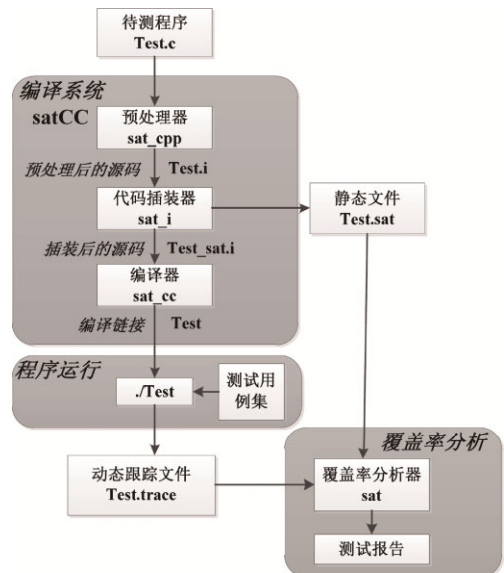 待测程序
Test.c
编译系统
satCC
预处理器
sat_cpp
预处理后的源码 Test.i
代码插装器
sat_i
静态文件
Test.sat
插装后的源码 Test_sat.i
编译器
sat_cc
编译链接 Test
程序运行
./Test
测试用
例集
覆盖率分析
动态跟踪文件
Test.trace
覆盖率分析器
sat
测试报告